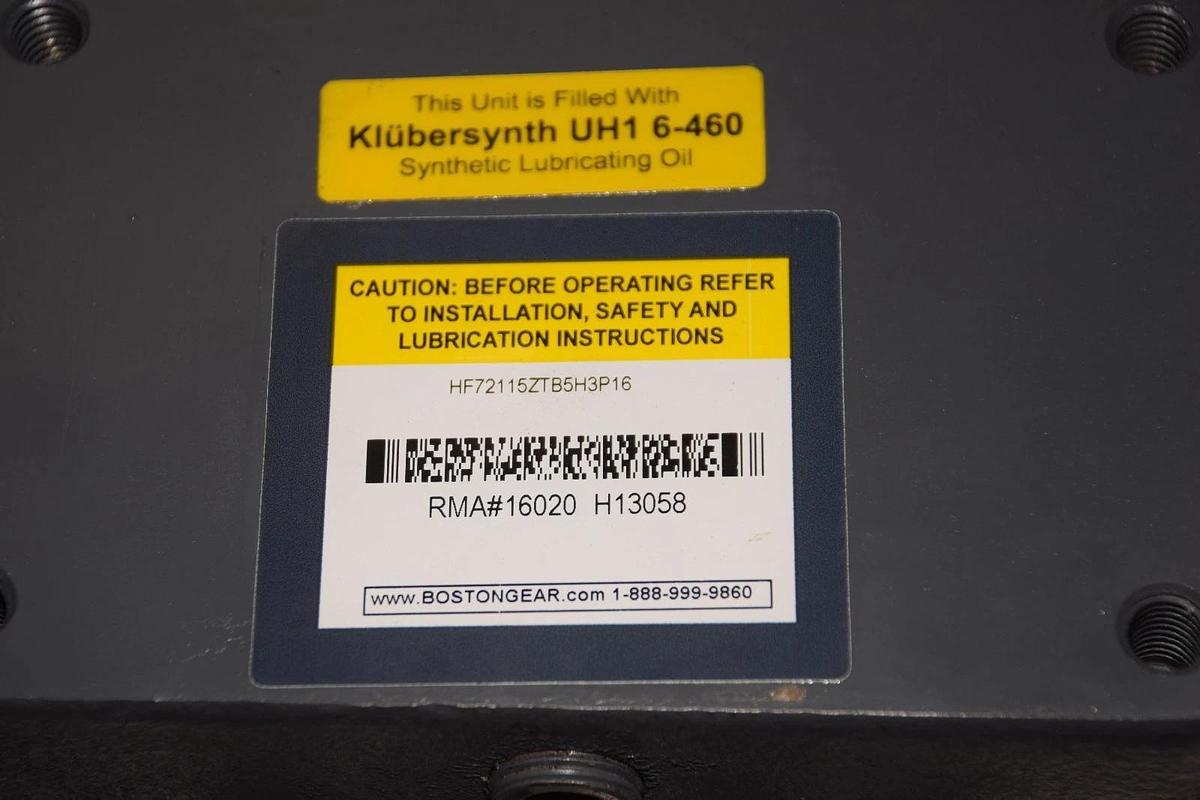 This Unit is Filled With
Klübersynth UH1 6-460
Synthetic Lubricating Oil
CAUTION: BEFORE OPERATING REFER
TO INSTALLATION, SAFETY AND
LUBRICATION INSTRUCTIONS
HF72115ZTB5H3P16
RMA#16020 H13058
www.BOSTONGEAR.com 1-888-999-9860